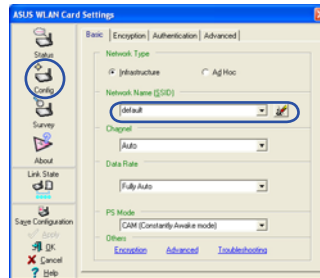 ASUS WLAN Card Settings
Status
Config
Survey
About
Link State
Save Configuration
Apply
OK
Cancel
Help
Basic Encryption Authentication Advanced
Network Type
Infrastructure Ad Hoc
Network Name (SSID)
default
Channel
Auto
Data Rate
Fully Auto
PS Mode
CAM (Constantly Awake mode)
Others
Encryption Advanced Troubleshooting